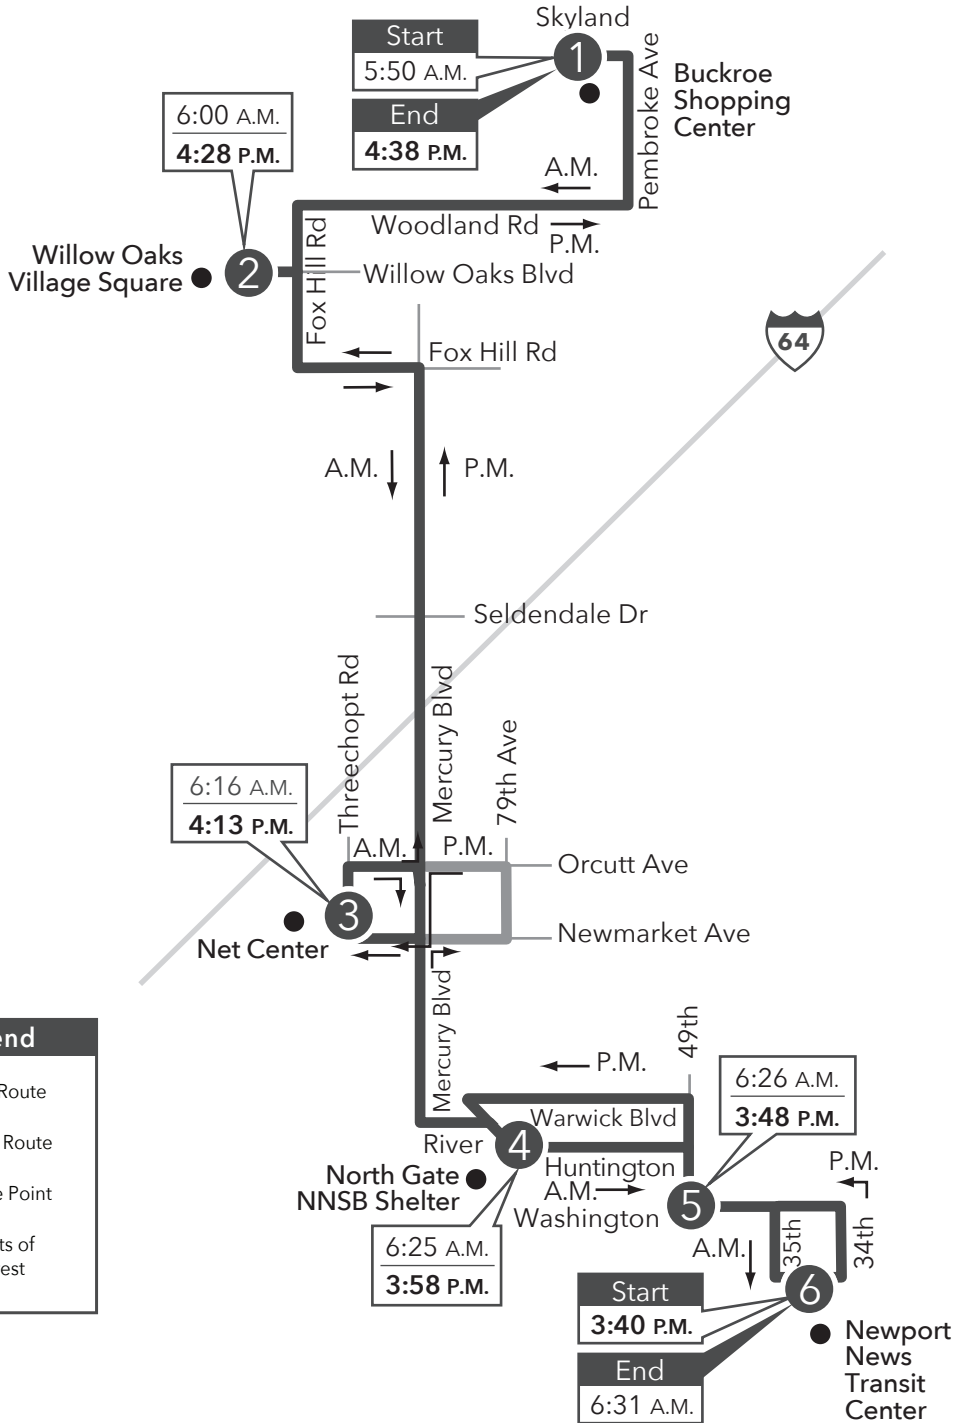 Skyland
1
Start
5:50 A.M.
End
4:38 P.M.
Pembroke Ave
Buckroe
Shopping
Center
6:00 A.M.
4:28 P.M.
A.M.
Woodland Rd
P.M.
Willow Oaks
Village Square
2
Fox Hill Rd
Willow Oaks Blvd
64
Fox Hill Rd
A.M.
P.M.
Seldendale Dr
Threechopt Rd
Mercury Blvd
79th Ave
6:16 A.M.
4:13 P.M.
A.M.
P.M.
Orcutt Ave
3
Net Center
Newmarket Ave
Mercury Blvd
end
Route
Route
e Point
ts of
est
49th
P.M.
6:26 A.M.
3:48 P.M.
Warwick Blvd
River
4
North Gate
NNSB Shelter
Huntington
A.M.
Washington
5
P.M.
6:25 A.M.
3:58 P.M.
A.M.
35th
34th
6
Start
3:40 P.M.
End
6:31 A.M.
Newport
News
Transit
Center